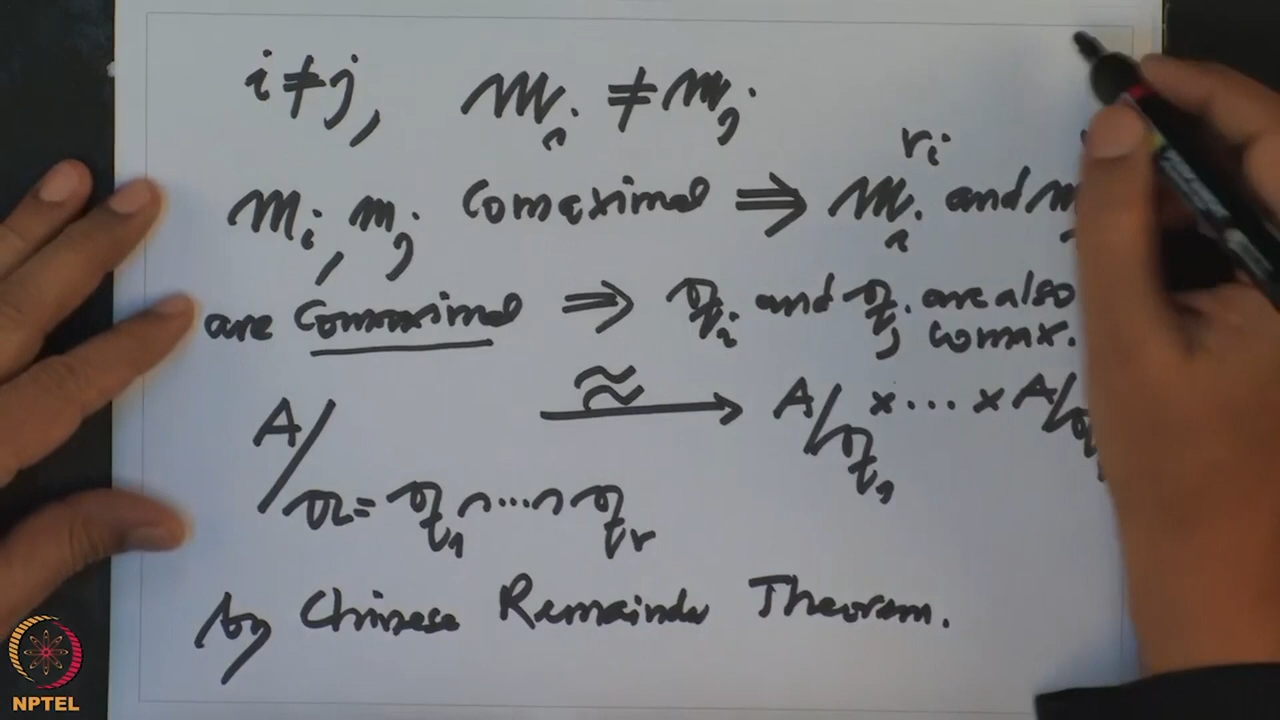 i ≠ j, 𝔪_i ≠ 𝔪_j
𝔪_i, 𝔪_j comaximal ⟹ 𝔪_i^{r_i} and 𝔪
are Comaximal ⟹ 𝔮_i and 𝔮_j are also comax.
A/𝔞 = 𝔮_1 ∩ ⋯ ∩ 𝔮_r ≅⟶ A/𝔮_1 × ⋯ × A/𝔮
by Chinese Remainder Theorem.
NPTEL